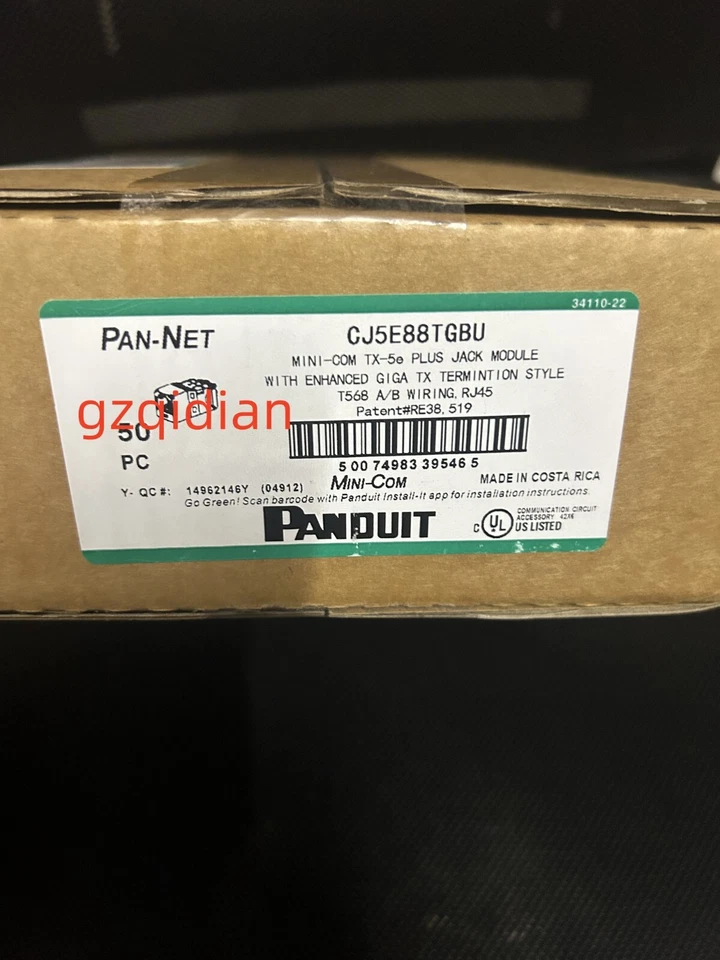 34110-22
PAN-NET
CJ5E88TGBU
MINI-COM TX-5e PLUS JACK MODULE
WITH ENHANCED GIGA TX TERMINTION STYLE
T568 A/B WIRING, RJ45
Patent#RE38, 519
gzqidian
50
PC
5 00 74983 39546 5
Y- QC #: 14962146Y (04912)
MINI-COM
MADE IN COSTA RICA
Go Green! Scan barcode with Panduit Install-It app for installation instructions.
PANDUIT
C UL US LISTED
COMMUNICATION CIRCUIT
ACCESSORY 42X6